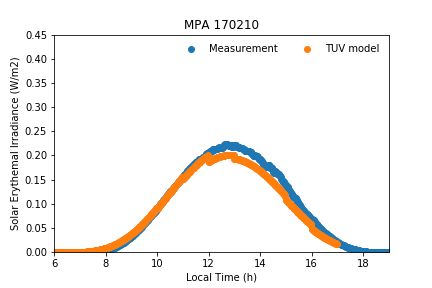 MPA 170210
Measurement
TUV model
Solar Erythemal Irradiance (W/m2)
0.45
0.40
0.35
0.30
0.25
0.20
0.15
0.10
0.05
0.00
6 8 10 12 14 16 18
Local Time (h)